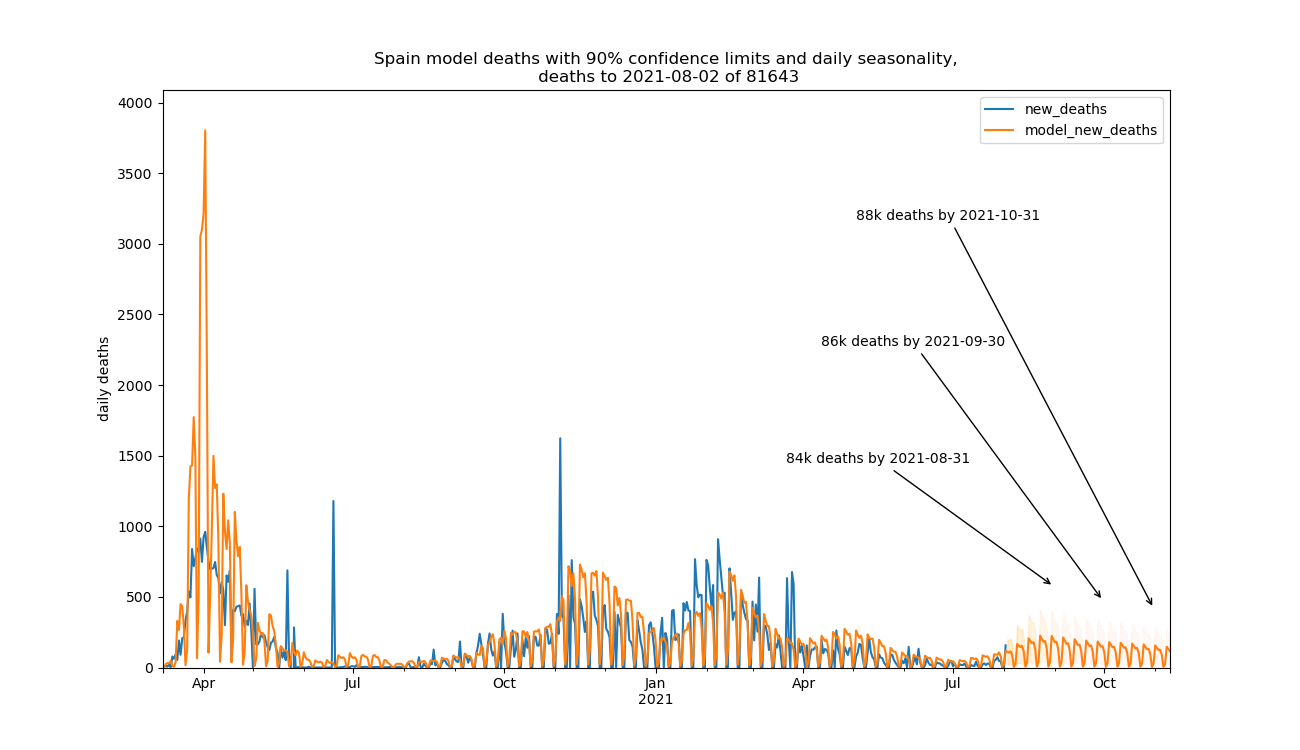 Spain model deaths with 90% confidence limits and daily seasonality,
deaths to 2021-08-02 of 81643
new_deaths
model_new_deaths
daily deaths
4000
3500
3000
2500
2000
1500
1000
500
0
88k deaths by 2021-10-31
86k deaths by 2021-09-30
84k deaths by 2021-08-31
Apr Jul Oct Jan Apr Jul Oct
2021